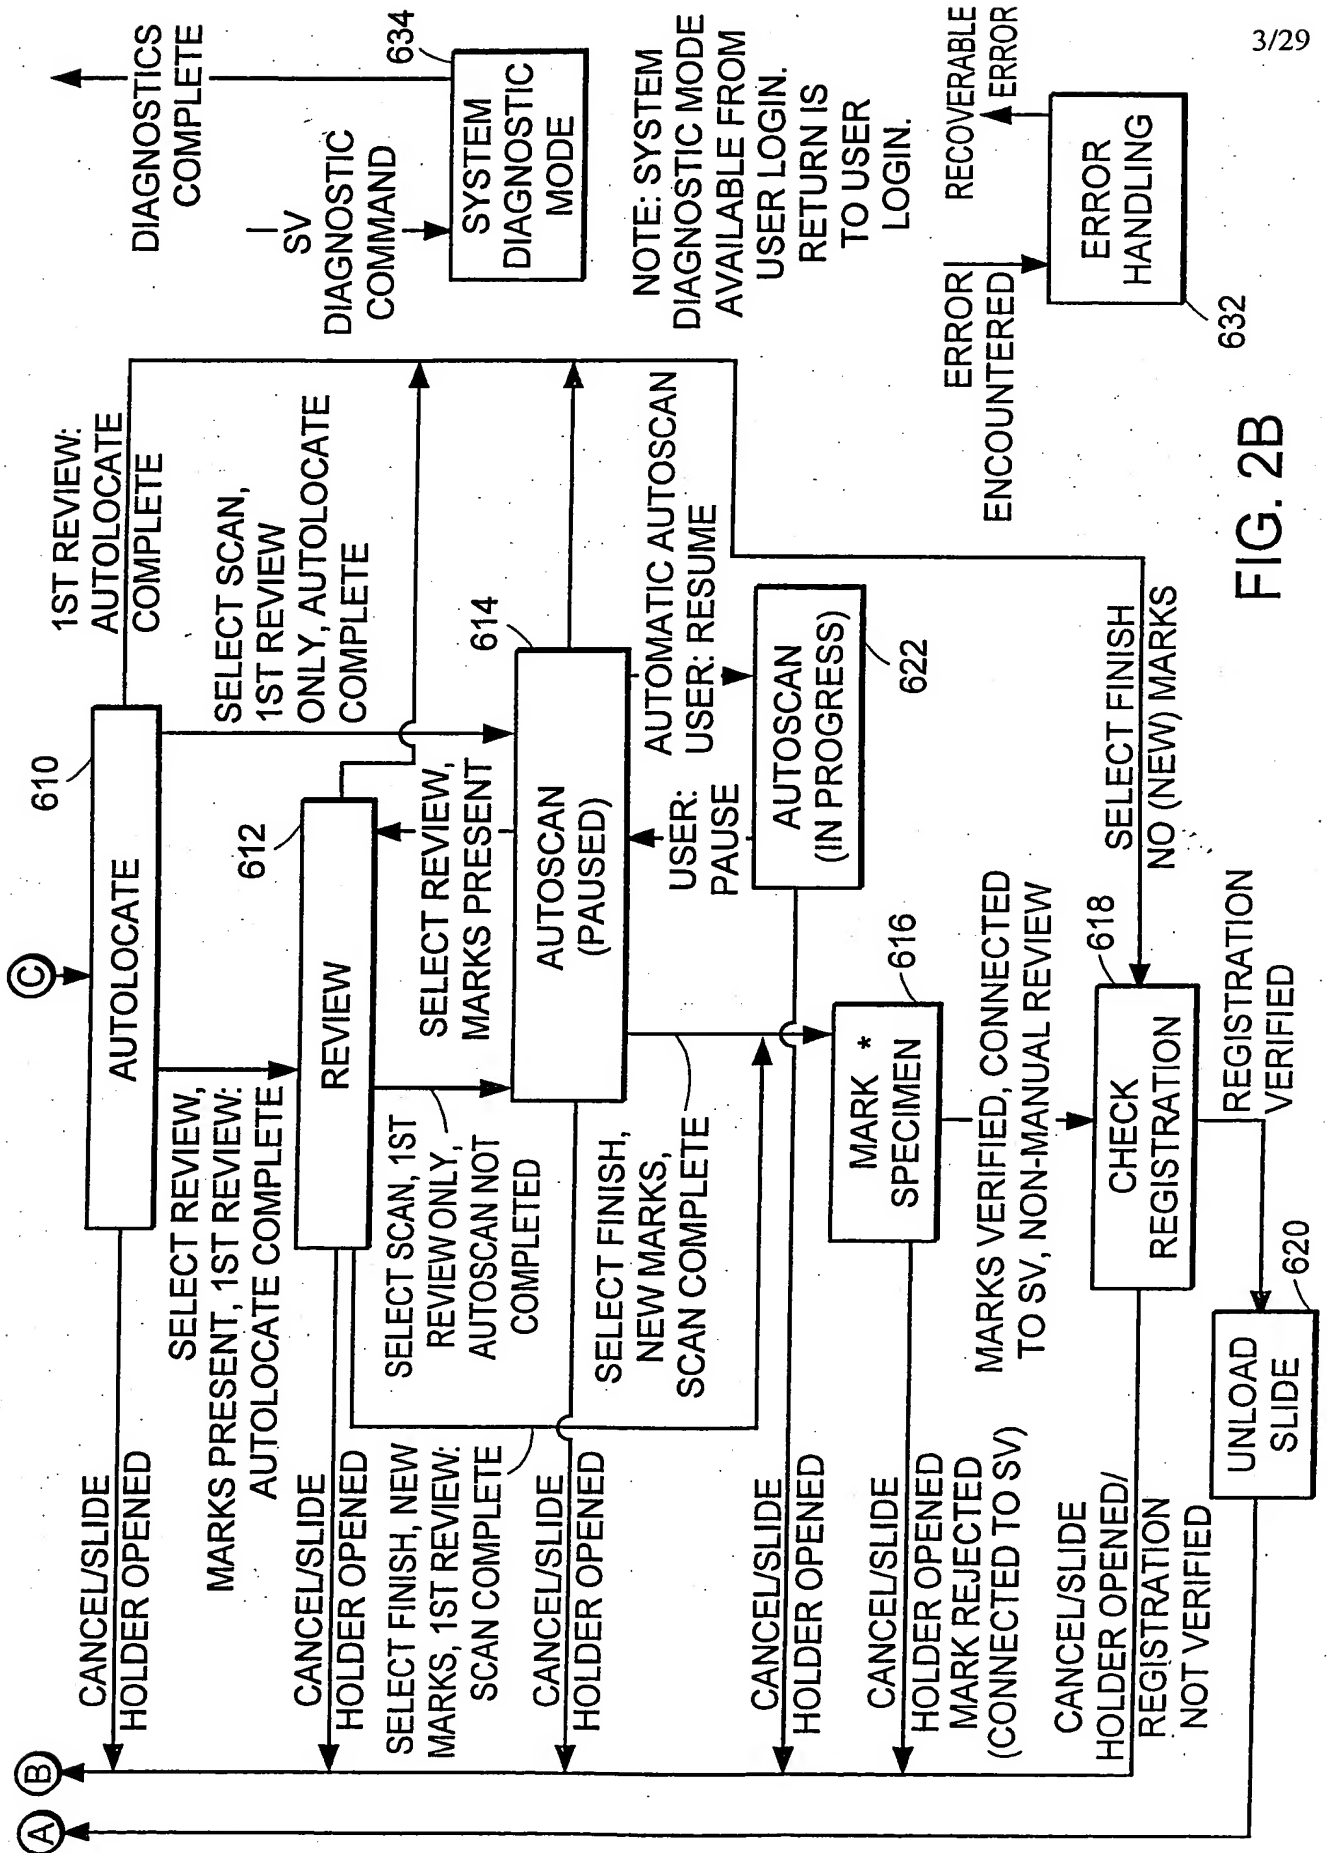 3/29
C
610
AUTOLOCATE
1ST REVIEW:
AUTOLOCATE
COMPLETE
DIAGNOSTICS
COMPLETE
634
SV
DIAGNOSTIC
COMMAND
SYSTEM
DIAGNOSTIC
MODE
NOTE: SYSTEM
DIAGNOSTIC MODE
AVAILABLE FROM
USER LOGIN.
RETURN IS
TO USER
LOGIN.
CANCEL/SLIDE
HOLDER OPENED
SELECT REVIEW,
MARKS PRESENT, 1ST REVIEW:
AUTOLOCATE COMPLETE
SELECT SCAN,
1ST REVIEW
ONLY, AUTOLOCATE
COMPLETE
612
REVIEW
CANCEL/SLIDE
HOLDER OPENED
SELECT FINISH, NEW
MARKS, 1ST REVIEW:
SCAN COMPLETE
SELECT SCAN, 1ST
REVIEW ONLY,
AUTOSCAN NOT
COMPLETED
SELECT REVIEW,
MARKS PRESENT
614
AUTOSCAN
(PAUSED)
CANCEL/SLIDE
HOLDER OPENED
SELECT FINISH,
NEW MARKS,
SCAN COMPLETE
USER:
PAUSE
AUTOMATIC AUTOSCAN
USER: RESUME
AUTOSCAN
(IN PROGRESS)
622
CANCEL/SLIDE
HOLDER OPENED
616
MARK *
SPECIMEN
CANCEL/SLIDE
HOLDER OPENED
MARK REJECTED
(CONNECTED TO SV)
MARKS VERIFIED, CONNECTED
TO SV, NON-MANUAL REVIEW
SELECT FINISH
NO (NEW) MARKS
618
CHECK
REGISTRATION
CANCEL/SLIDE
HOLDER OPENED/
REGISTRATION
NOT VERIFIED
REGISTRATION
VERIFIED
620
UNLOAD
SLIDE
B
A
ERROR
ENCOUNTERED
RECOVERABLE
ERROR
ERROR
HANDLING
632
FIG. 2B